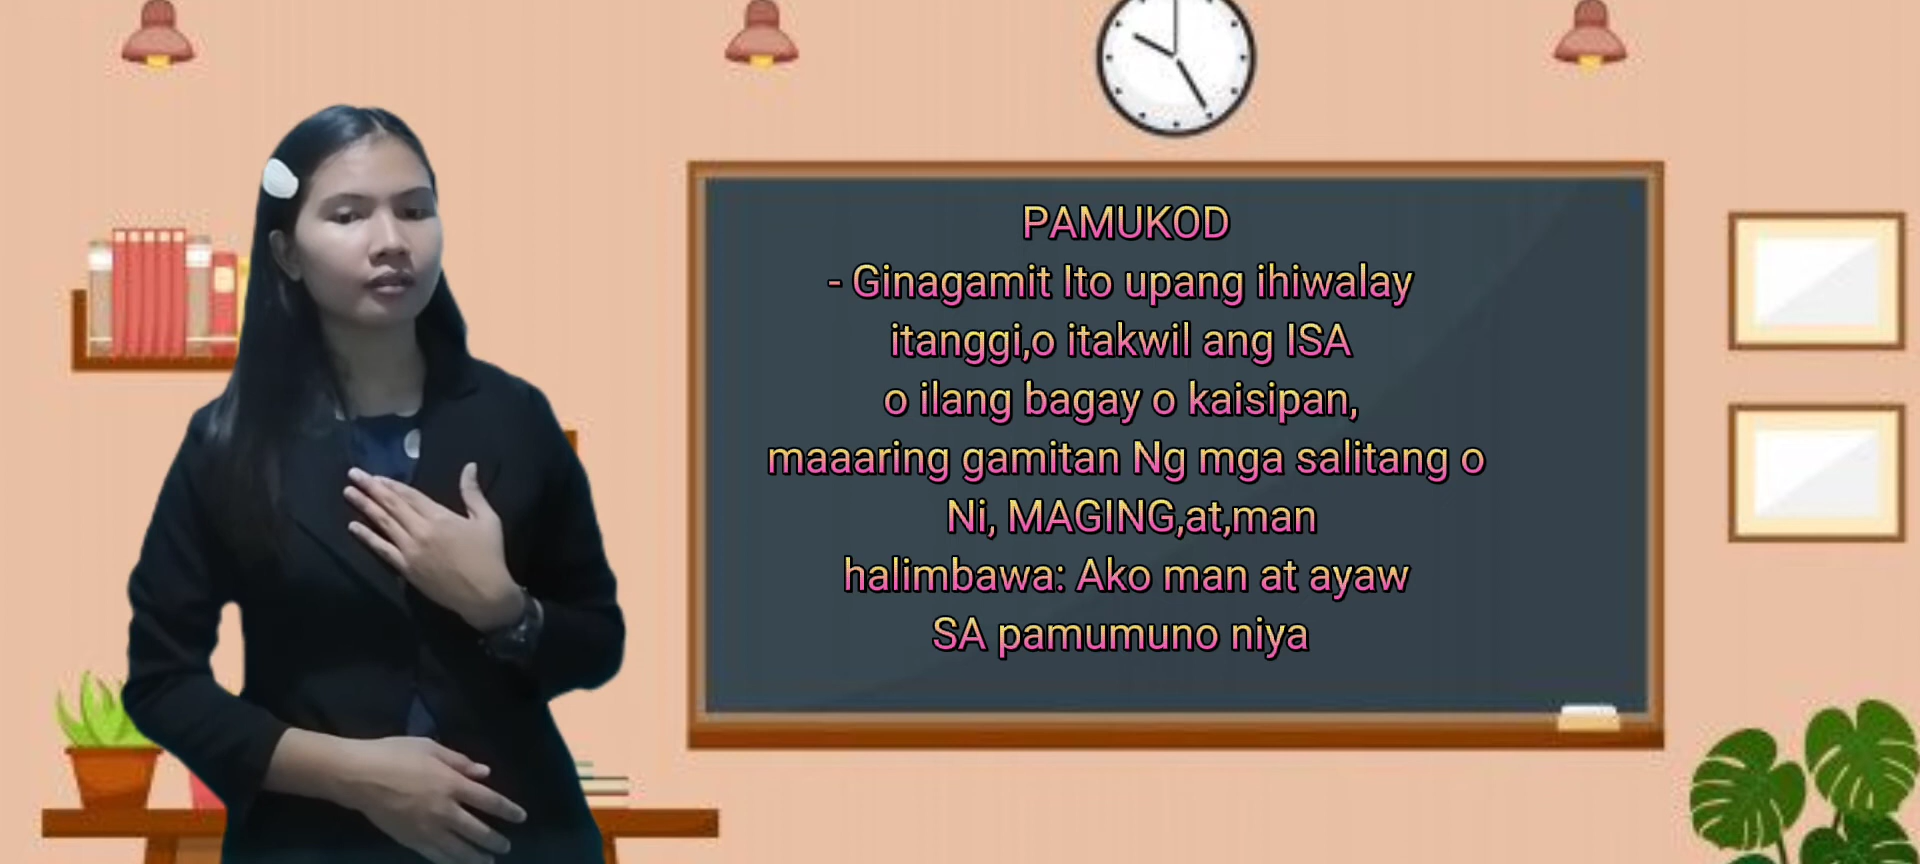 PAMUKOD
- Ginagamit Ito upang ihiwalay
itanggi,o itakwil ang ISA
o ilang bagay o kaisipan,
maaaring gamitan Ng mga salitang o
Ni, MAGING,at,man
halimbawa: Ako man at ayaw
SA pamumuno niya